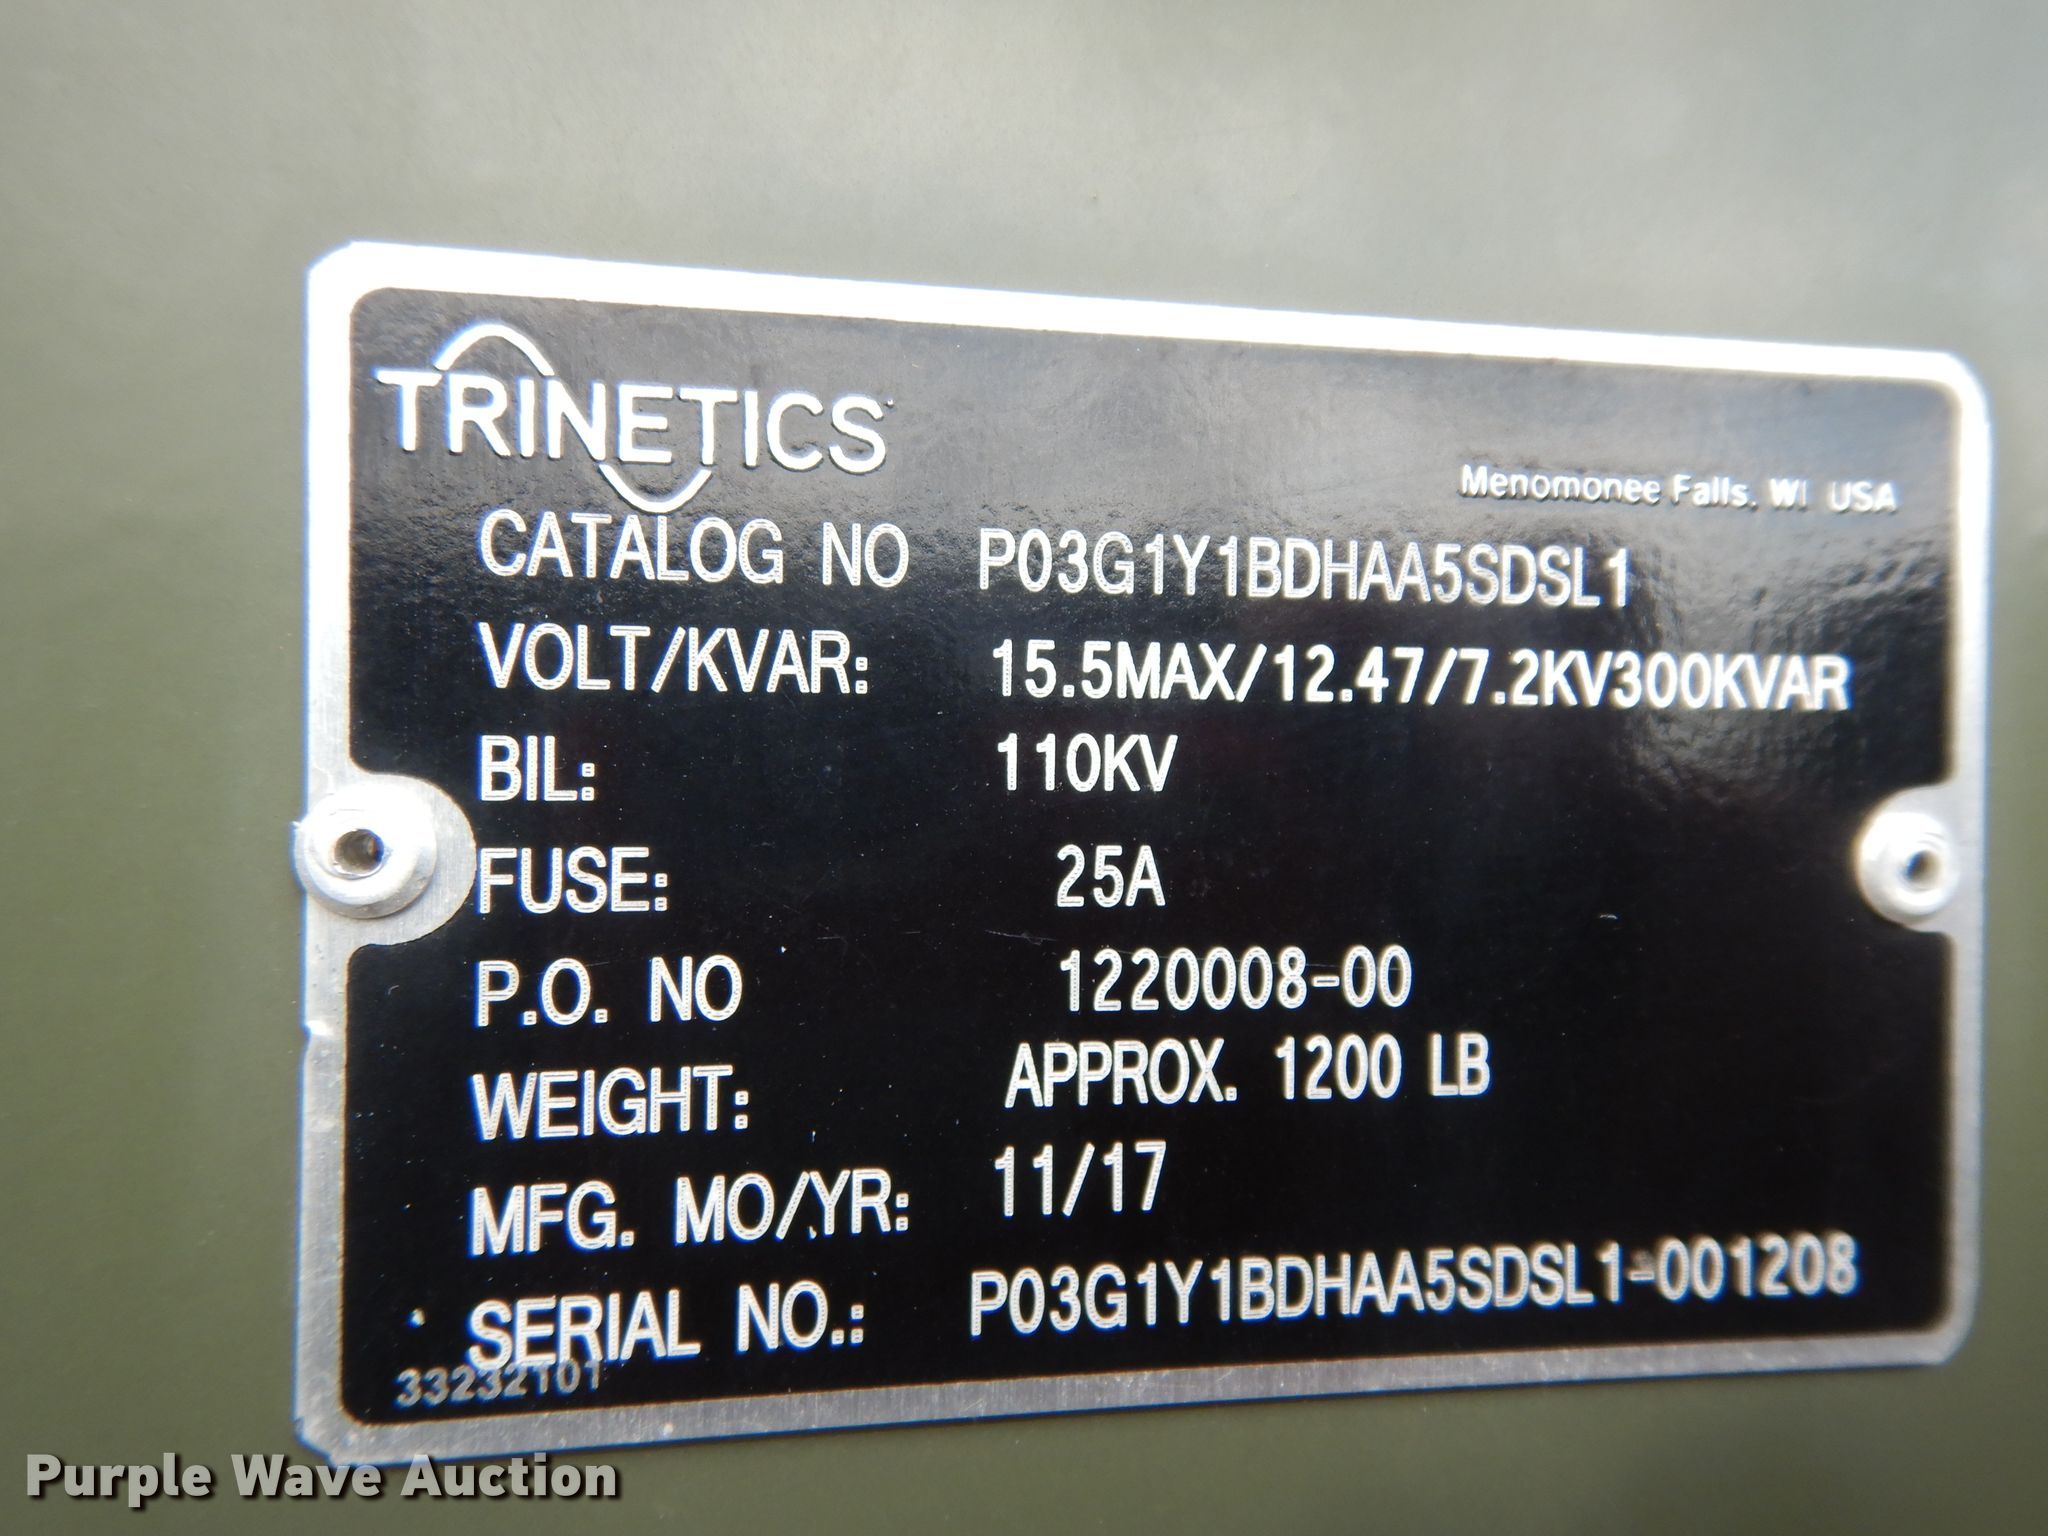 TRINETICS
Menomonee Falls, WI USA
CATALOG NO P03G1Y1BDHAA5SDSL1
VOLT/KVAR: 15.5MAX/12.47/7.2KV300KVAR
BIL: 110KV
FUSE: 25A
P.O. NO 1220008-00
WEIGHT: APPROX. 1200 LB
MFG. MO/YR: 11/17
SERIAL NO.: P03G1Y1BDHAA5SDSL1-001208
33232T01
Purple Wave Auction